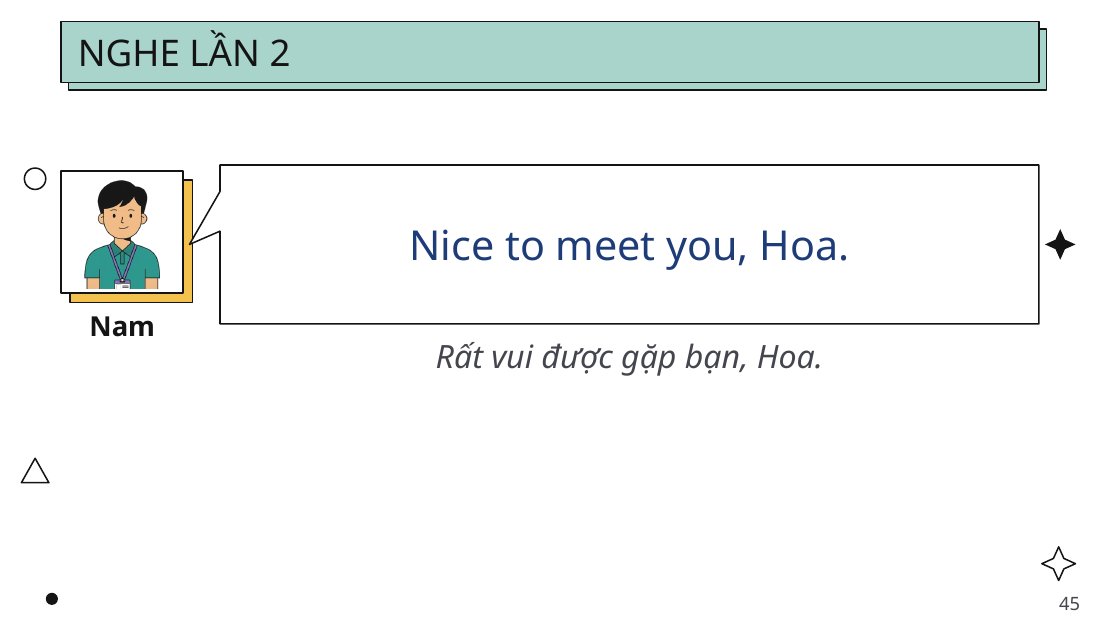 NGHE LẦN 2
Nice to meet you, Hoa.
Nam
Rất vui được gặp bạn, Hoa.
45